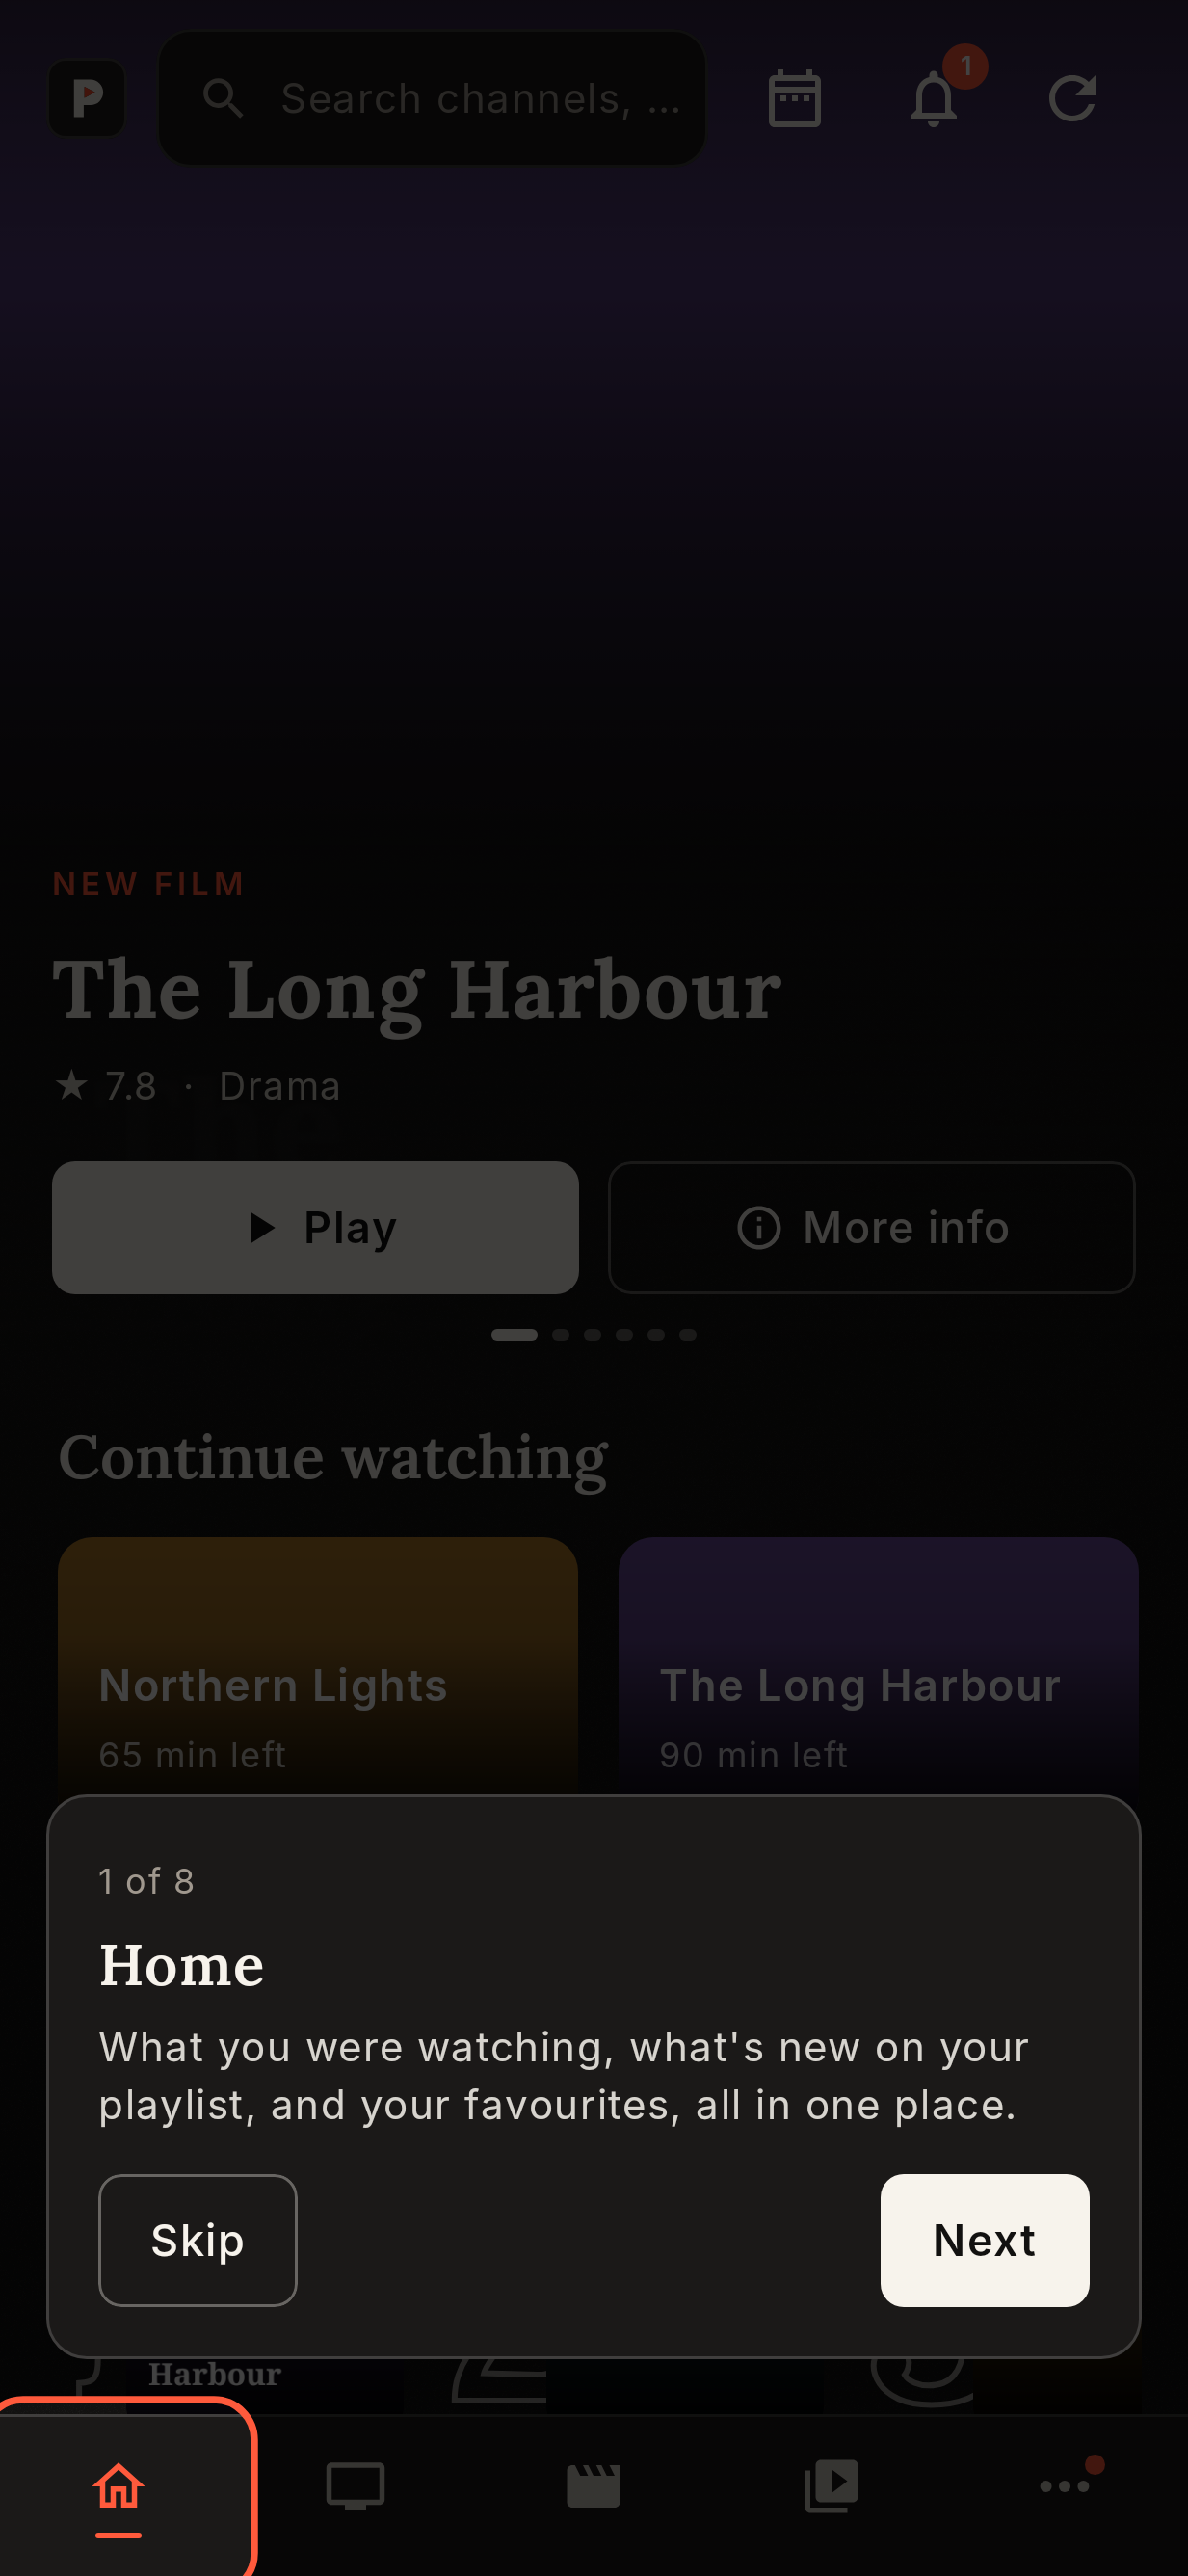 P
Search channels, ...
1
NEW FILM
The Long Harbour
★ 7.8 · Drama
Play
More info
Continue watching
Northern Lights
65 min left
The Long Harbour
90 min left
1 of 8
Home
What you were watching, what's new on your
playlist, and your favourites, all in one place.
Skip
Next
Harbour